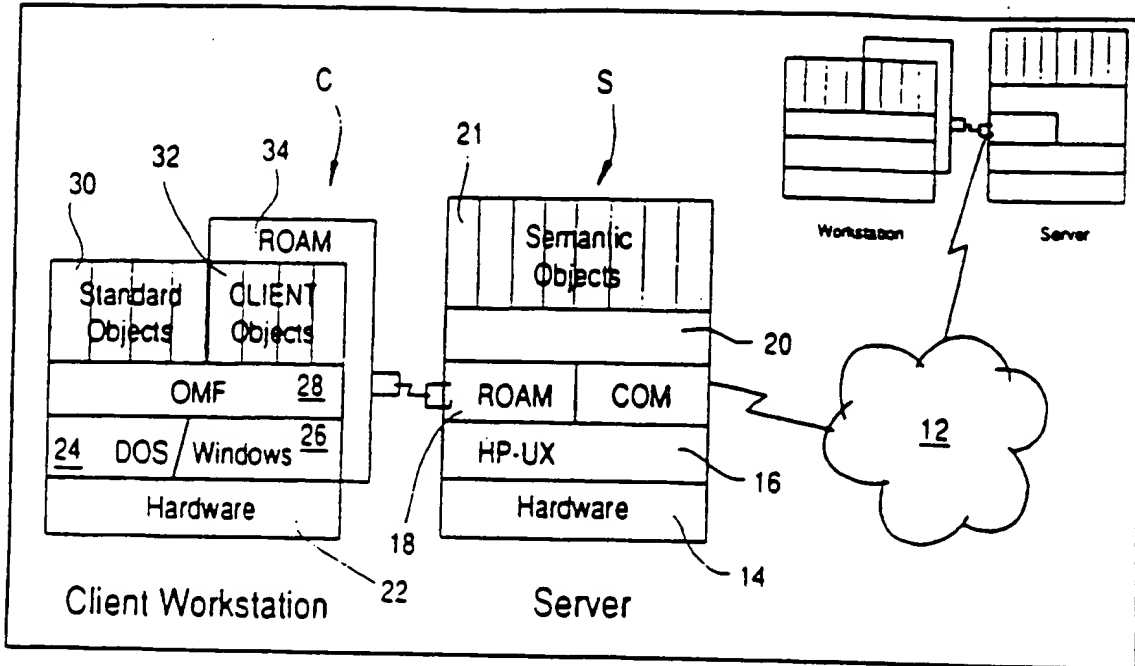 C
S
21
34
32
30
ROAM
Semantic
Objects
Workstation
Server
Standard
Objects
CLIENT
Objects
20
OMF
28
ROAM
COM
12
24
DOS
Windows
26
HP-UX
16
Hardware
18
Hardware
14
22
Client Workstation
Server